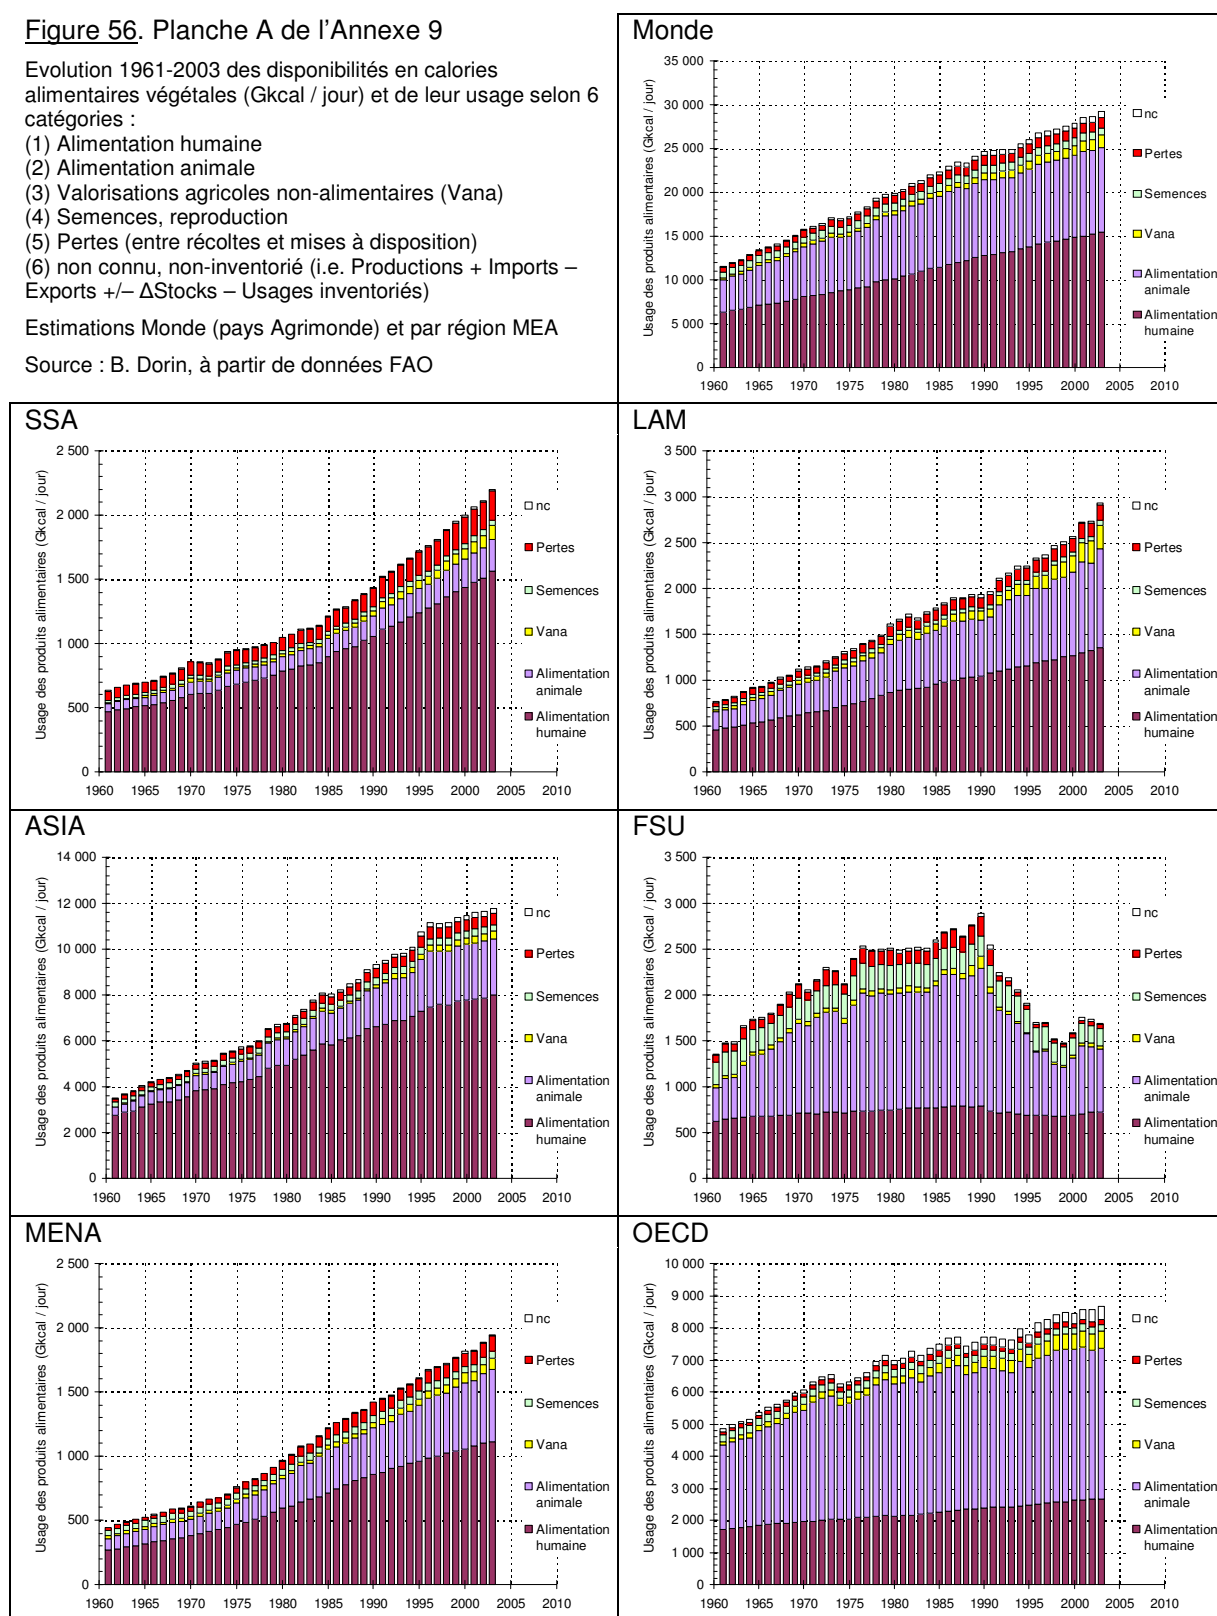 Figure 56. Planche A de l'Annexe 9
Evolution 1961-2003 des disponibilités en calories
alimentaires végétales (Gkcal / jour) et de leur usage selon 6
catégories :
(1) Alimentation humaine
(2) Alimentation animale
(3) Valorisations agricoles non-alimentaires (Vana)
(4) Semences, reproduction
(5) Pertes (entre récoltes et mises à disposition)
(6) non connu, non-inventorié (i.e. Productions + Imports –
Exports +/– ΔStocks – Usages inventoriés)
Estimations Monde (pays Agrimonde) et par région MEA
Source : B. Dorin, à partir de données FAO
Monde
Usage des produits alimentaires (Gkcal / jour)
35 000
30 000
25 000
20 000
15 000
10 000
5 000
0
1960 1965 1970 1975 1980 1985 1990 1995 2000 2005 2010
nc
Pertes
Semences
Vana
Alimentation
animale
Alimentation
humaine
SSA
Usage des produits alimentaires (Gkcal / jour)
2 500
2 000
1 500
1 000
500
0
1960 1965 1970 1975 1980 1985 1990 1995 2000 2005 2010
nc
Pertes
Semences
Vana
Alimentation
animale
Alimentation
humaine
LAM
Usage des produits alimentaires (Gkcal / jour)
3 500
3 000
2 500
2 000
1 500
1 000
500
0
1960 1965 1970 1975 1980 1985 1990 1995 2000 2005 2010
nc
Pertes
Semences
Vana
Alimentation
animale
Alimentation
humaine
ASIA
Usage des produits alimentaires (Gkcal / jour)
14 000
12 000
10 000
8 000
6 000
4 000
2 000
0
1960 1965 1970 1975 1980 1985 1990 1995 2000 2005 2010
nc
Pertes
Semences
Vana
Alimentation
animale
Alimentation
humaine
FSU
Usage des produits alimentaires (Gkcal / jour)
3 500
3 000
2 500
2 000
1 500
1 000
500
0
1960 1965 1970 1975 1980 1985 1990 1995 2000 2005 2010
nc
Pertes
Semences
Vana
Alimentation
animale
Alimentation
humaine
MENA
Usage des produits alimentaires (Gkcal / jour)
2 500
2 000
1 500
1 000
500
0
1960 1965 1970 1975 1980 1985 1990 1995 2000 2005 2010
nc
Pertes
Semences
Vana
Alimentation
animale
Alimentation
humaine
OECD
Usage des produits alimentaires (Gkcal / jour)
10 000
9 000
8 000
7 000
6 000
5 000
4 000
3 000
2 000
1 000
0
1960 1965 1970 1975 1980 1985 1990 1995 2000 2005 2010
nc
Pertes
Semences
Vana
Alimentation
animale
Alimentation
humaine